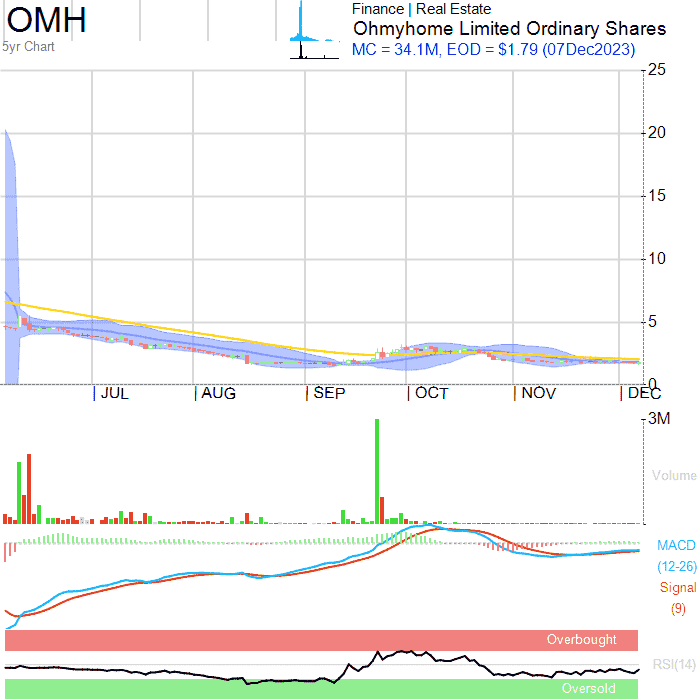 OMH
5yr Chart
Finance | Real Estate
Ohmyhome Limited Ordinary Shares
MC = 34.1M, EOD = $1.79 (07Dec2023)
25
20
15
10
5
0
JUL AUG SEP OCT NOV DEC
3M
Volume
MACD
(12-26)
Signal
(9)
Overbought
RSI(14)
Oversold